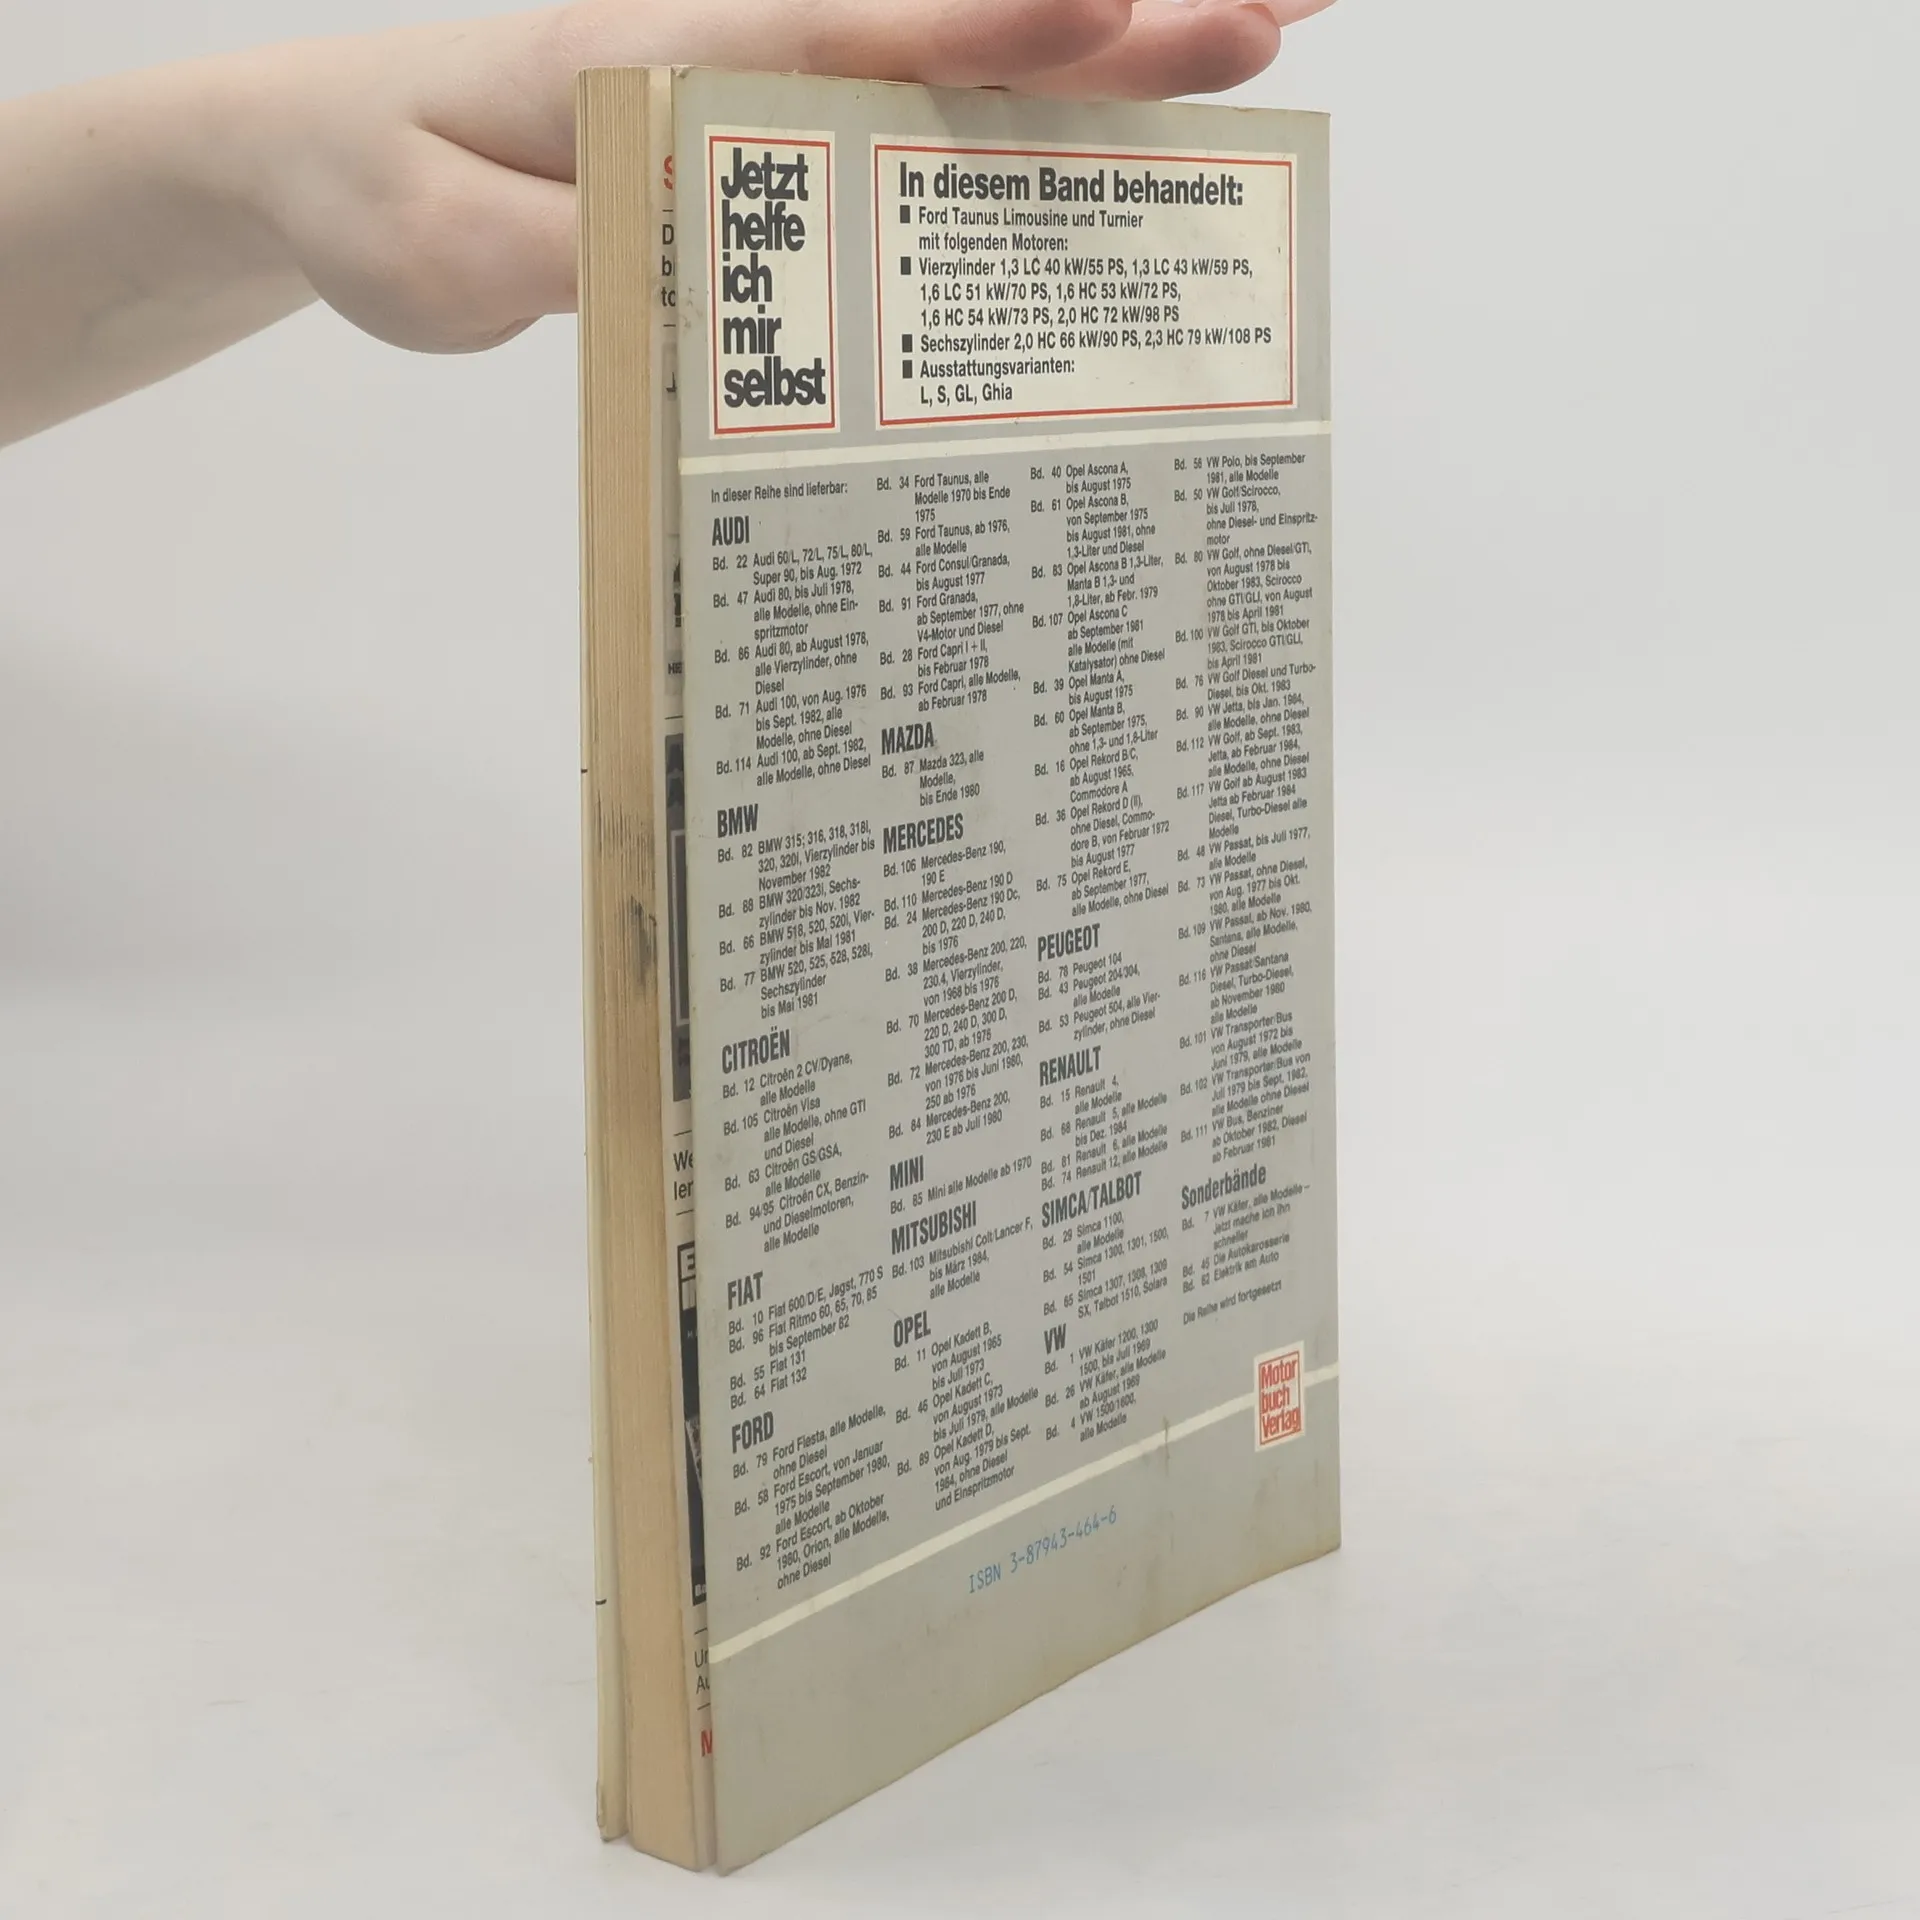 Jetzt
helfe
ich
mir
selbst
In diesem Band behandelt:
Ford Taunus Limousine und Turnier
mit folgenden Motoren:
Vierzylinder 1,3 LC 40 kW/55 PS, 1,3 LC 43 kW/59 PS,
1,6 LC 51 kW/70 PS, 1,6 HC 53 kW/72 PS,
1,6 HC 54 kW/73 PS, 2,0 HC 72 kW/98 PS
Sechszylinder 2,0 HC 66 kW/90 PS, 2,3 HC 79 kW/108 PS
Ausstattungsvarianten:
L, S, GL, Ghia
In dieser Reihe sind lieferbar:
AUDI
Bd. 22 Audi 60/L, 72/L, 75/L, 80/L,
Super 90, bis Aug. 1972
Bd. 47 Audi 80, bis Juli 1978,
alle Modelle, ohne Ein-
spritzmotor
Bd. 86 Audi 80, ab August 1978,
alle Vierzylinder, ohne
Diesel
Bd. 71 Audi 100, von Aug. 1976
bis Sept. 1982, alle
Modelle, ohne Diesel
Bd. 114 Audi 100, ab Sept. 1982,
alle Modelle, ohne Diesel
BMW
Bd. 82 BMW 315; 316, 318, 318i,
320, 320i, Vierzylinder bis
November 1982
Bd. 88 BMW 320/323i, Sechs-
zylinder bis Nov. 1982
Bd. 66 BMW 518, 520, 520i, Vier-
zylinder bis Mai 1981
Bd. 77 BMW 520, 525, 528, 528i,
Sechszylinder
bis Mai 1981
CITROËN
Bd. 12 Citroën 2 CV/Dyane,
alle Modelle
Bd. 105 Citroën Visa
alle Modelle, ohne GTI
und Diesel
Bd. 63 Citroën GS/GSA,
alle Modelle
Bd. 94/95 Citroën CX, Benzin-
und Dieselmotoren,
alle Modelle
FIAT
Bd. 10 Fiat 600/D/E, Jagst, 770 S
Bd. 96 Fiat Ritmo 60, 65, 70, 85
bis September 82
Bd. 55 Fiat 131
Bd. 64 Fiat 132
FORD
Bd. 79 Ford Fiesta, alle Modelle,
ohne Diesel
Bd. 58 Ford Escort, von Januar
1975 bis September 1980,
alle Modelle
Bd. 92 Ford Escort, ab Oktober
1980, Orion, alle Modelle,
ohne Diesel
Bd. 34 Ford Taunus, alle
Modelle 1970 bis Ende
1975
Bd. 59 Ford Taunus, ab 1976,
alle Modelle
Bd. 44 Ford Consul/Granada,
bis August 1977
Bd. 91 Ford Granada,
ab September 1977, ohne
V4-Motor und Diesel
Bd. 28 Ford Capri I + II,
bis Februar 1978
Bd. 93 Ford Capri, alle Modelle,
ab Februar 1978
MAZDA
Bd. 87 Mazda 323, alle
Modelle,
bis Ende 1980
MERCEDES
Bd. 106 Mercedes-Benz 190,
190 E
Bd. 110 Mercedes-Benz 190 D
Bd. 24 Mercedes-Benz 190 Dc,
200 D, 220 D, 240 D,
bis 1976
Bd. 38 Mercedes-Benz 200, 220,
230.4, Vierzylinder,
von 1968 bis 1976
Bd. 70 Mercedes-Benz 200 D,
220 D, 240 D, 300 D,
300 TD, ab 1976
Bd. 72 Mercedes-Benz 200, 230,
von 1976 bis Juni 1980,
250 ab 1976
Bd. 84 Mercedes-Benz 200,
230 E ab Juli 1980
MINI
Bd. 85 Mini alle Modelle ab 1970
MITSUBISHI
Bd. 103 Mitsubishi Colt/Lancer F,
bis März 1984,
alle Modelle
OPEL
Bd. 11 Opel Kadett B,
von August 1965
bis Juli 1973
Bd. 46 Opel Kadett C,
von August 1973
bis Juli 1979, alle Modelle
Bd. 89 Opel Kadett D,
von Aug. 1979 bis Sept.
1984, ohne Diesel
und Einspritzmotor
Bd. 40 Opel Ascona A,
bis August 1975
Bd. 61 Opel Ascona B,
von September 1975
bis August 1981, ohne
1,3-Liter und Diesel
Bd. 83 Opel Ascona B 1,3-Liter,
Manta B 1,3- und
1,8-Liter, ab Febr. 1979
Bd. 107 Opel Ascona C
ab September 1981
alle Modelle (mit
Katalysator) ohne Diesel
Bd. 39 Opel Manta A,
bis August 1975
Bd. 60 Opel Manta B,
ab September 1975,
ohne 1,3- und 1,8-Liter
Bd. 16 Opel Rekord B/C,
ab August 1965,
Commodore A
Bd. 36 Opel Rekord D (II),
ohne Diesel, Commo-
dore B, von Februar 1872
bis August 1977
Bd. 75 Opel Rekord E,
ab September 1977,
alle Modelle, ohne Diesel
PEUGEOT
Bd. 78 Peugeot 104
Bd. 43 Peugeot 204/304,
alle Modelle
Bd. 53 Peugeot 504, alle Vier-
zylinder, ohne Diesel
RENAULT
Bd. 15 Renault 4,
alle Modelle
Bd. 68 Renault 5, alle Modelle
bis Dez. 1984
Bd. 81 Renault 6, alle Modelle
Bd. 74 Renault 12, alle Modelle
SIMCA/TALBOT
Bd. 29 Simca 1100,
alle Modelle
Bd. 54 Simca 1300, 1301, 1500,
1501
Bd. 65 Simca 1307, 1308, 1309
SX, Talbot 1510, Solara
VW
Bd. 1 VW Käfer 1200, 1300
1500, bis Juli 1969
Bd. 26 VW Käfer, alle Modelle
ab August 1969
Bd. 4 VW 1500/1600,
alle Modelle
Bd. 56 VW Polo, bis September
1981, alle Modelle
Bd. 50 VW Golf/Scirocco,
bis Juli 1978,
ohne Diesel- und Einspritz-
motor
Bd. 80 VW Golf, ohne Diesel/GTI,
von August 1978 bis
Oktober 1983, Scirocco
ohne GTI/GLI, von August
1978 bis April 1981
Bd. 100 VW Golf GTI, bis Oktober
1983, Scirocco GTI/GLI,
bis April 1981
Bd. 76 VW Golf Diesel und Turbo-
Diesel, bis Okt. 1983
Bd. 90 VW Jetta, bis Jan. 1984,
alle Modelle, ohne Diesel
Bd. 112 VW Golf, ab Sept. 1983,
Jetta, ab Februar 1984,
alle Modelle, ohne Diesel
Bd. 117 VW Golf ab August 1983
Jetta ab Februar 1984
Diesel, Turbo-Diesel alle
Modelle
Bd. 48 VW Passat, bis Juli 1977,
alle Modelle
Bd. 73 VW Passat, ohne Diesel,
von Aug. 1977 bis Okt.
1980, alle Modelle
Bd. 109 VW Passat, ab Nov. 1980,
Santana, alle Modelle,
ohne Diesel
Bd. 116 VW Passat/Santana
Diesel, Turbo-Diesel,
ab November 1980
alle Modelle
Bd. 101 VW Transporter/Bus
von August 1972 bis
Juni 1979, alle Modelle
Bd. 102 VW Transporter/Bus von
Juli 1979 bis Sept. 1982,
alle Modelle ohne Diesel
Bd. 111 VW Bus, Benziner
ab Oktober 1982, Diesel
ab Februar 1981
Sonderbände
Bd. 7 VW Käfer, alle Modelle –
Jetzt mache ich ihn
schneller
Bd. 45 Die Autokarosserie
Bd. 62 Elektrik am Auto
Die Reihe wird fortgesetzt
Motor
buch
Verlag
ISBN 3-87943-464-6